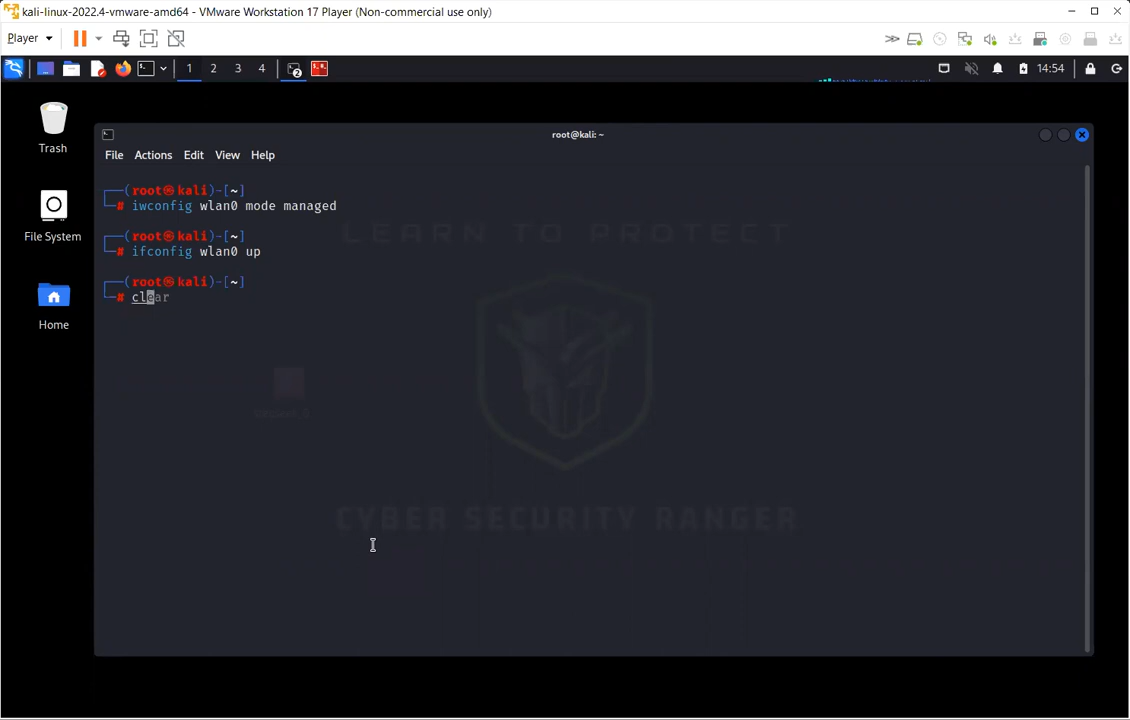 kali-linux-2022.4-vmware-amd64 - VMware Workstation 17 Player (Non-commercial use only)
Player
1 2 3 4 2 14:54
Trash
File System
Home
root@kali: ~
File Actions Edit View Help
┌──(root㉿kali)-[~]
└─# iwconfig wlan0 mode managed
┌──(root㉿kali)-[~]
└─# ifconfig wlan0 up
┌──(root㉿kali)-[~]
└─# clear
LEARN TO PROTECT
CYBER SECURITY RANGER